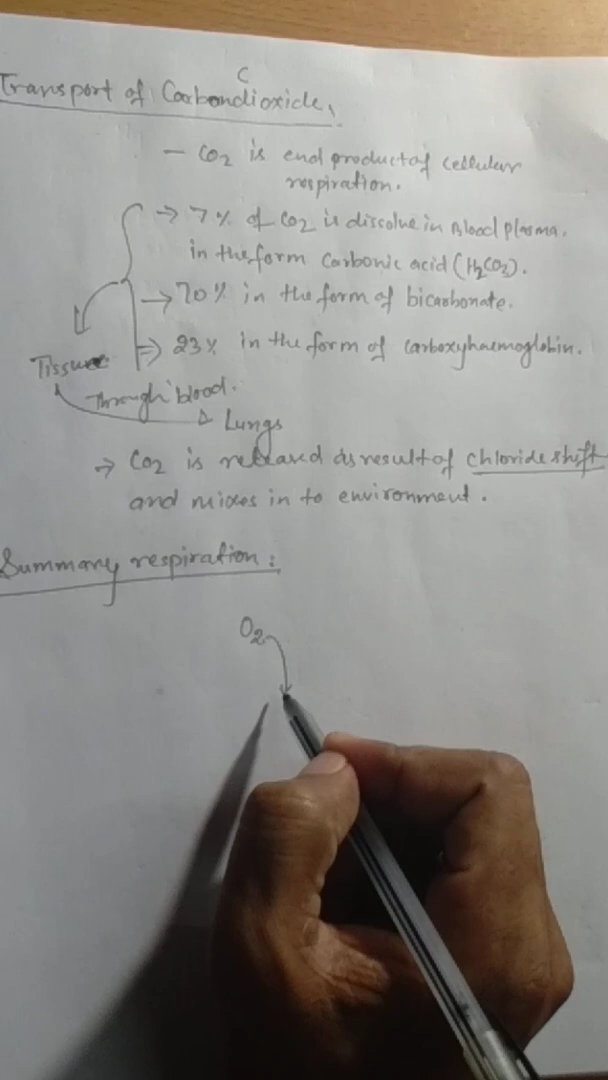 C
Transport of Carbondioxide,
- CO2 is end product of cellular
respiration.
→ 7% of CO2 is dissolve in Blood plasma.
in the form Carbonic acid (H2CO3).
→ 70% in the form of bicarbonate.
⇒ 23% in the form of carboxyhaemoglobin.
Tissue
Through blood.
Lungs
→ CO2 is released as result of chloride shift
and mixes in to environment.
Summary respiration:
O2